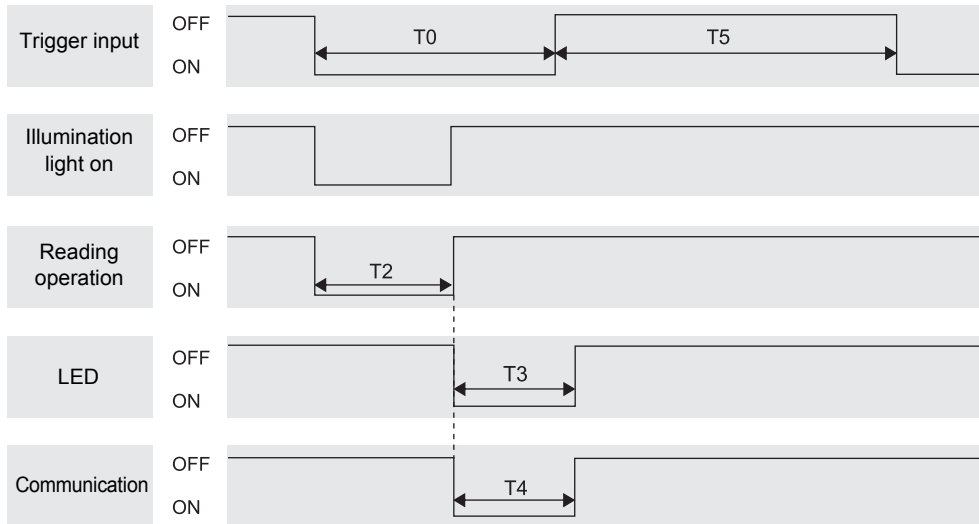 Trigger input
OFF
ON
T0
T5
Illumination
light on
OFF
ON
Reading
operation
OFF
ON
T2
LED
OFF
ON
T3
Communication
OFF
ON
T4